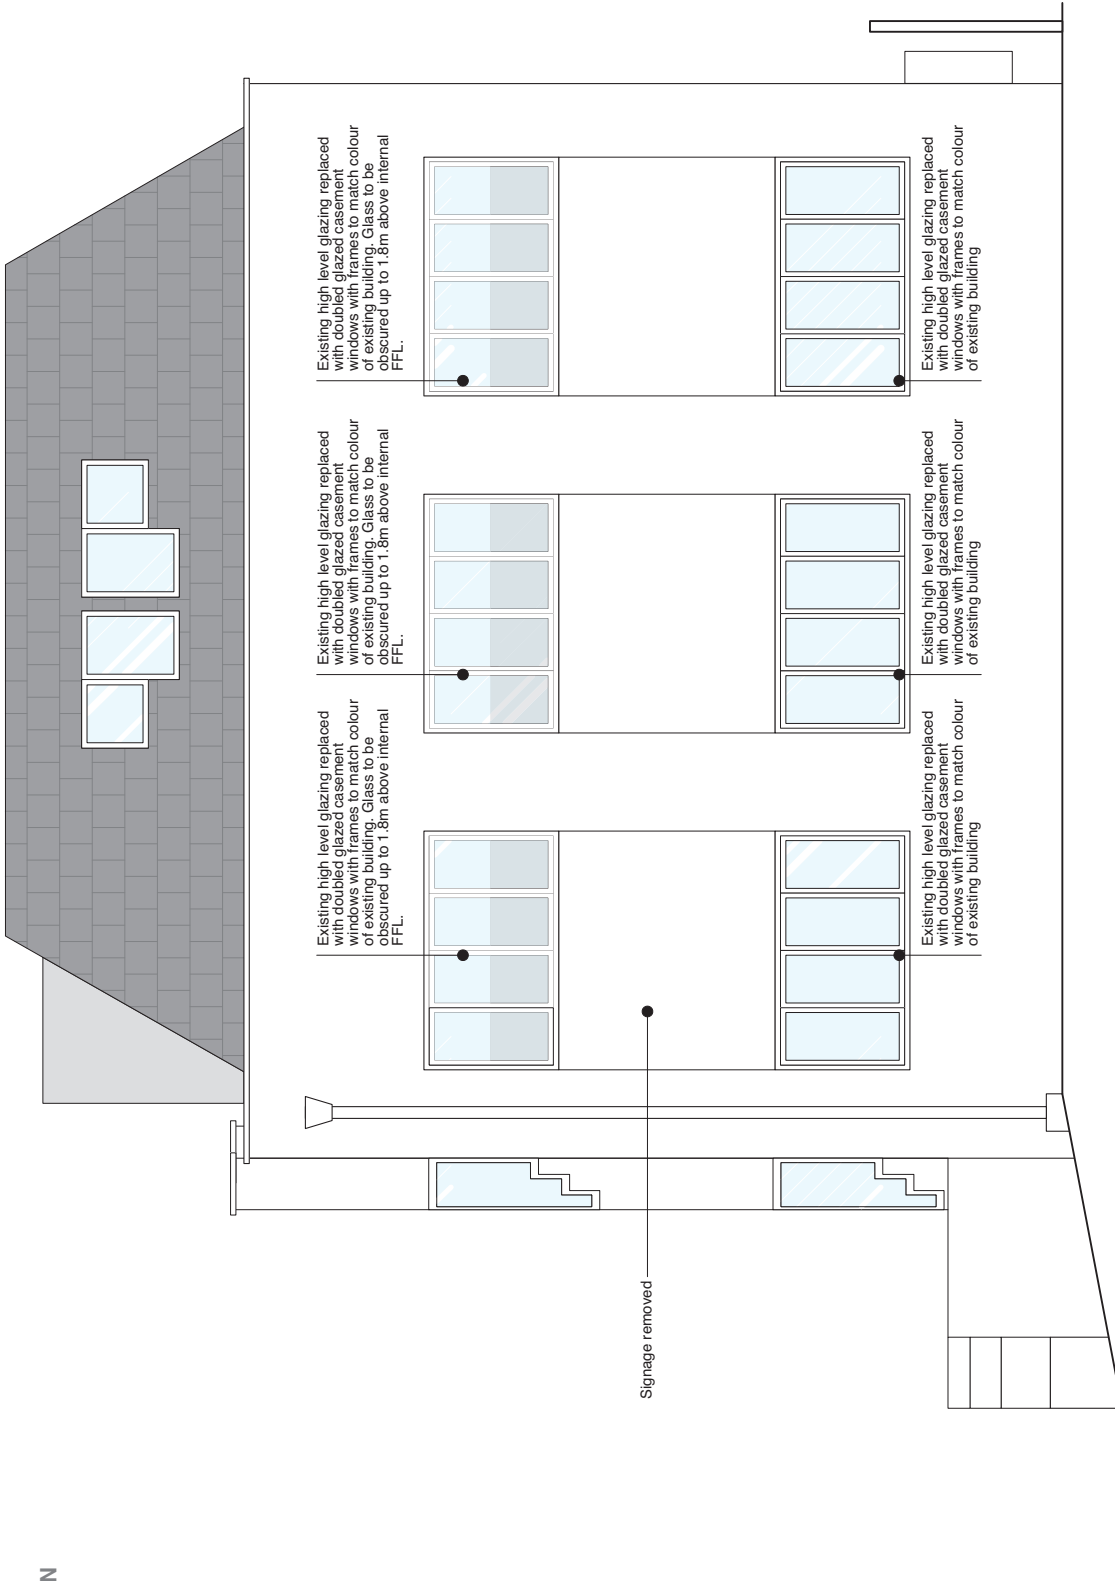 Existing high level glazing replaced
with doubled glazed casement
windows with frames to match colour
of existing building. Glass to be
obscured up to 1.8m above internal
FFL.
Existing high level glazing replaced
with doubled glazed casement
windows with frames to match colour
of existing building. Glass to be
obscured up to 1.8m above internal
FFL.
Existing high level glazing replaced
with doubled glazed casement
windows with frames to match colour
of existing building. Glass to be
obscured up to 1.8m above internal
FFL.
Signage removed
Existing high level glazing replaced
with doubled glazed casement
windows with frames to match colour
of existing building
Existing high level glazing replaced
with doubled glazed casement
windows with frames to match colour
of existing building
Existing high level glazing replaced
with doubled glazed casement
windows with frames to match colour
of existing building
N